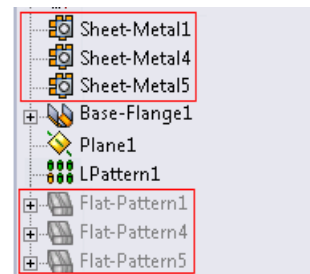 Sheet-Metal1
Sheet-Metal4
Sheet-Metal5
Base-Flange1
Plane1
LPattern1
Flat-Pattern1
Flat-Pattern4
Flat-Pattern5